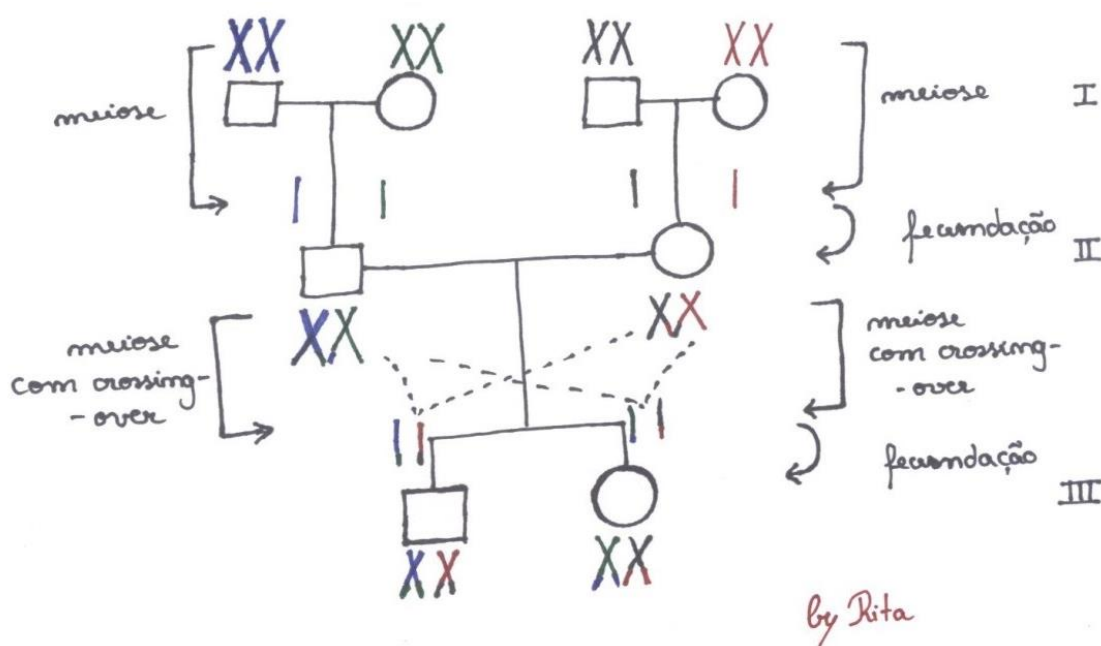 meiose
meiose
I
fecundação
II
meiose
com crossing-
-over
meiose
com crossing-
-over
fecundação
III
by Rita